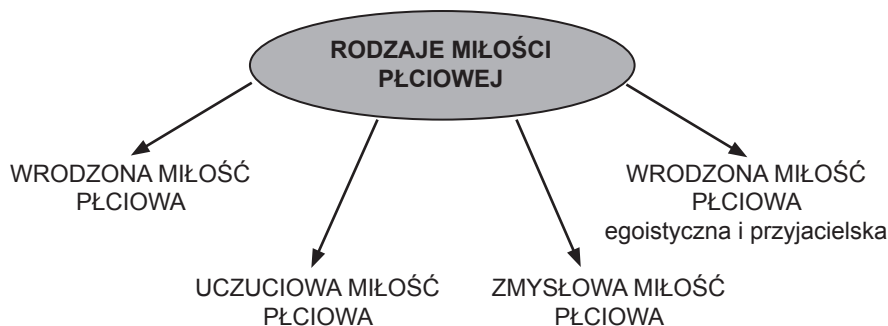 RODZAJE MIŁOŚCI
PŁCIOWEJ
WRODZONA MIŁOŚĆ
PŁCIOWA
WRODZONA MIŁOŚĆ
PŁCIOWA
egoistyczna i przyjacielska
UCZUCIOWA MIŁOŚĆ
PŁCIOWA
ZMYSŁOWA MIŁOŚĆ
PŁCIOWA